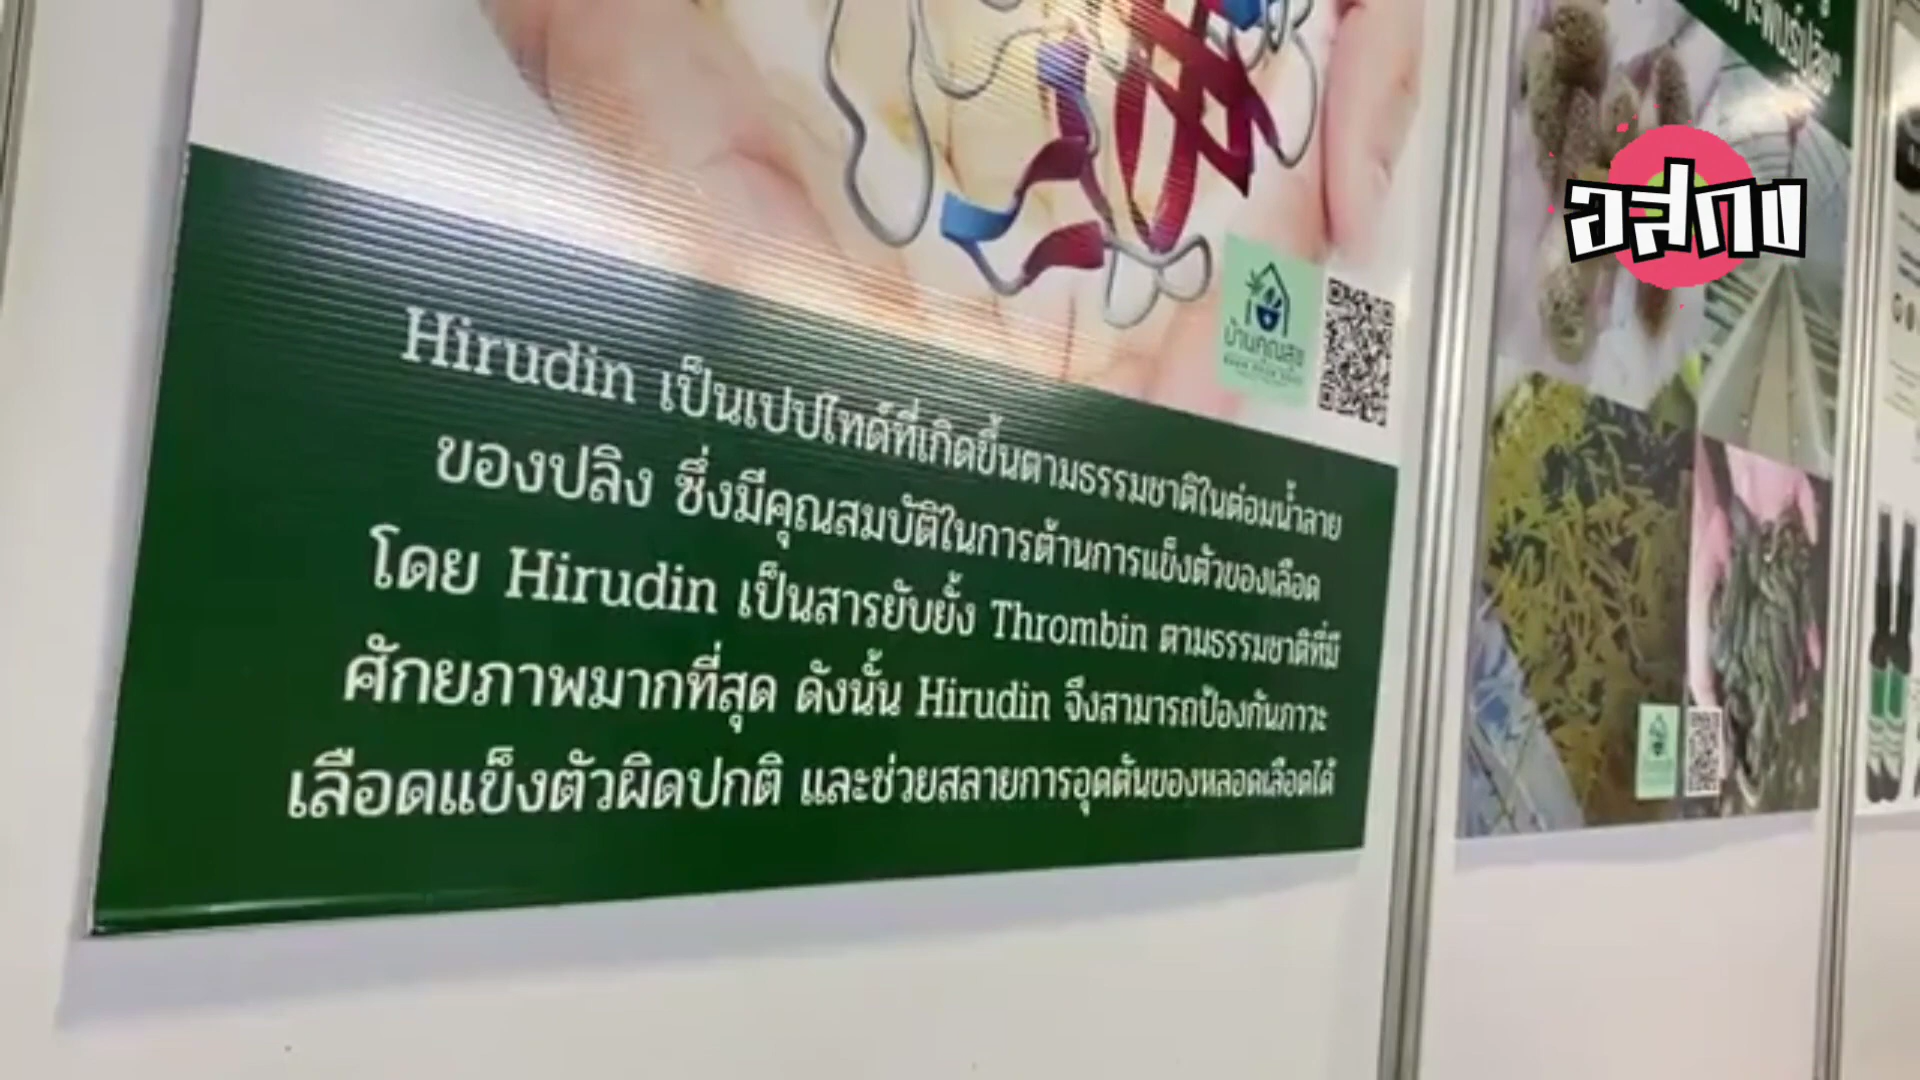 Hirudin เป็นเปปไทด์ที่เกิดขึ้นตามธรรมชาติในต่อมน้ำลาย
ของปลิง ซึ่งมีคุณสมบัติในการต้านการแข็งตัวของเลือด
โดย Hirudin เป็นสารยับยั้ง Thrombin ตามธรรมชาติที่มี
ศักยภาพมากที่สุด ดังนั้น Hirudin จึงสามารถป้องกันภาวะ
เลือดแข็งตัวผิดปกติ และช่วยสลายการอุดตันของหลอดเลือดได้
บ้านคุณสุข
อสกง